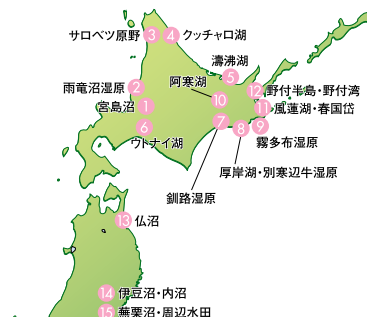 サロベツ原野 3
4 クッチャロ湖
濤沸湖
5
雨竜沼湿原 2
阿寒湖
10
12 野付半島・野付湾
宮島沼 1
11 風蓮湖・春国岱
6
ウトナイ湖
7
8
9
霧多布湿原
厚岸湖・別寒辺牛湿原
釧路湿原
13 仏沼
14 伊豆沼・内沼
15 蕪栗沼・周辺水田